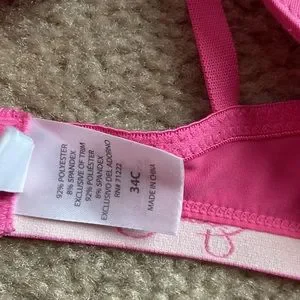 92% POLYESTER
8% SPANDEX
EXCLUSIVE OF TRIM
92% POLIÉSTER
8% SPANDEX
EXCLUSIVO DEL ADORNO
RN# 71222
34C
MADE IN CHINA